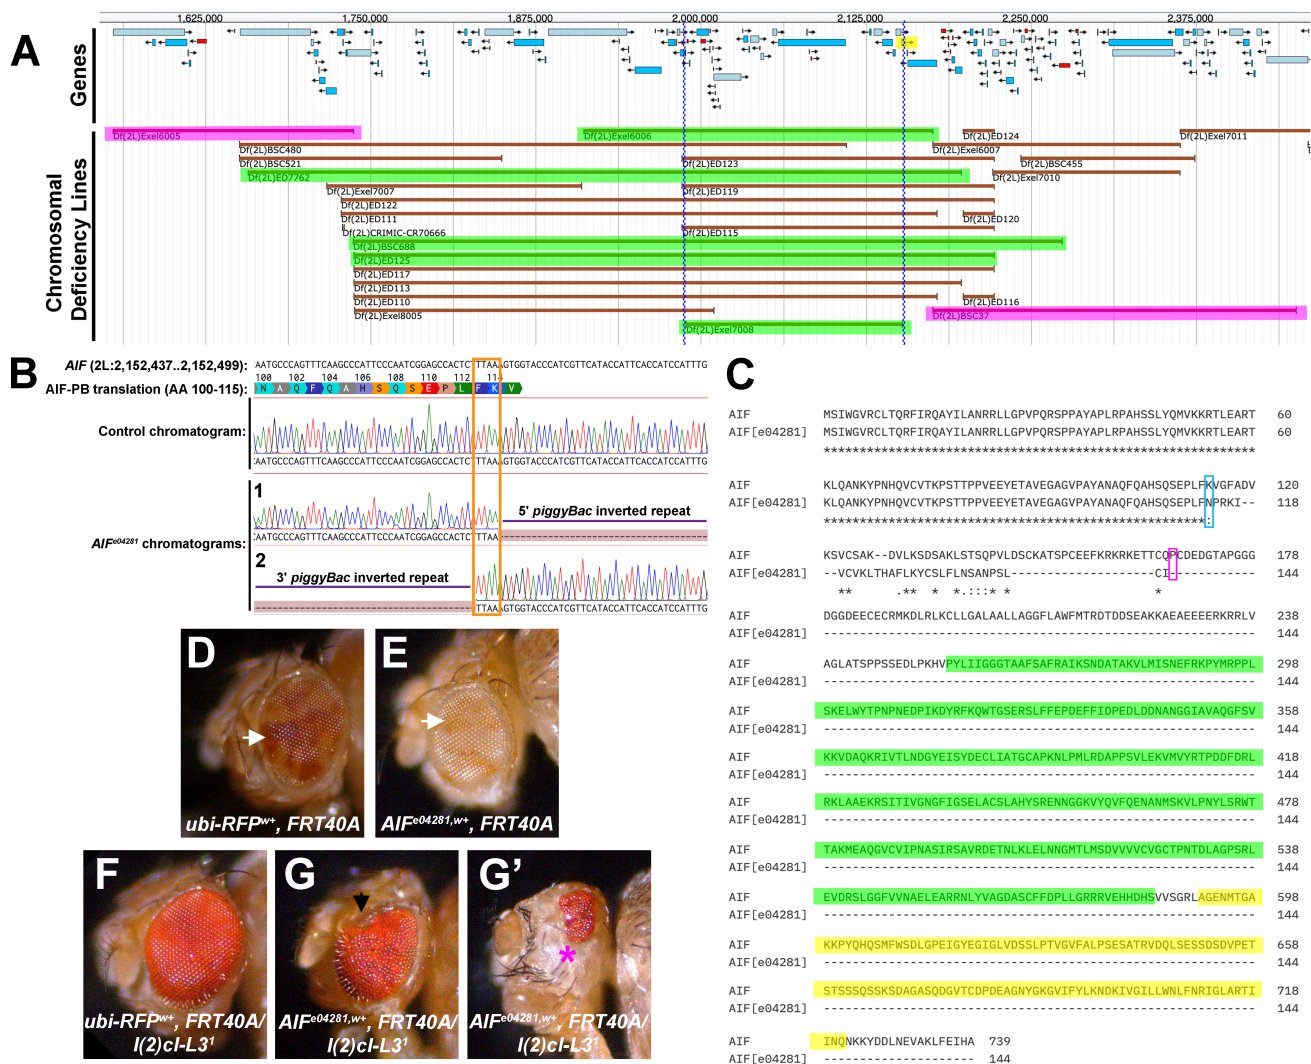 A
1,625,000 1,750,000 1,875,000 2,000,000 2,125,000 2,250,000 2,375,000
Genes
Chromosomal Deficiency Lines
Df(2L)Exel6005 Df(2L)Exel6006 Df(2L)ED124 Df(2L)Exel7011
Df(2L)BSC480 Df(2L)Exel6007
Df(2L)BSC521 Df(2L)ED123 Df(2L)BSC455
Df(2L)ED7762 Df(2L)Exel7010
Df(2L)Exel7007 Df(2L)ED119
Df(2L)ED122
Df(2L)ED111 Df(2L)ED120
Df(2L)CRIMIC-CR70666 Df(2L)ED115
Df(2L)BSC688
Df(2L)ED125
Df(2L)ED117
Df(2L)ED113
Df(2L)ED110 Df(2L)ED116
Df(2L)Exel8005 Df(2L)BSC37
Df(2L)Exel7008
B
AIF (2L:2,152,437..2,152,499): AATGCCCAGTTTCAAGCCCATTCCCAATCGGAGCCACTCTTTAAAGTGGTACCCATCGTTCATACCATTCACCATCCATTTG
100 102 104 106 108 110 112 114
AIF-PB translation (AA 100-115): N A Q F Q A H S Q S E P L F K V
Control chromatogram:
AATGCCCAGTTTCAAGCCCATTCCCAATCGGAGCCACTCTTTAAAGTGGTACCCATCGTTCATACCATTCACCATCCATTTG
1
5' piggyBac inverted repeat
AATGCCCAGTTTCAAGCCCATTCCCAATCGGAGCCACTCTTTAAA
AIFe04281 chromatograms:
2
3' piggyBac inverted repeat
TTAAAGTGGTACCCATCGTTCATACCATTCACCATCCATTTG
C
AIF MSIWGVRCLTQRFIRQAYILANRRLLGPVPQRSPPAYAPLRPAHSSLYQMVKKRTLEART 60
AIF[e04281] MSIWGVRCLTQRFIRQAYILANRRLLGPVPQRSPPAYAPLRPAHSSLYQMVKKRTLEART 60
************************************************************
AIF KLQANKYPNHQVCVTKPSTTPPVEEYETAVEGAGVPAYANAQFQAHSQSEPLFKVGFADV 120
AIF[e04281] KLQANKYPNHQVCVTKPSTTPPVEEYETAVEGAGVPAYANAQFQAHSQSEPLFNPRKI-- 118
*****************************************************:
AIF KSVCSAK--DVLKSDSAKLSTSQPVLDSCKATSPCEEFKRKRKETTCQPCDEDGTAPGGG 178
AIF[e04281] --VCVKLTHAFLKYCSLFLNSANPSL--------------------CI------------ 144
** .** * *.:::* * *
AIF DGGDEECECRMKDLRLKCLLGALAALLAGGFLAWFMTRDTDDSEAKKAEAEEEERKRRLV 238
AIF[e04281] ------------------------------------------------------------ 144
AIF AGLATSPPSSEDLPKHVPYLIIGGGTAAFSAFRAIKSNDATAKVLMISNEFRKPYMRPPL 298
AIF[e04281] ------------------------------------------------------------ 144
AIF SKELWYTPNPNEDPIKDYRFKQWTGSERSLFFEPDEFFIDPEDLDDNANGGIAVAQGFSV 358
AIF[e04281] ------------------------------------------------------------ 144
AIF KKVDAQKRIVTLNDGYEISYDECLIATGCAPKNLPMLRDAPPSVLEKVMVYRTPDDFDRL 418
AIF[e04281] ------------------------------------------------------------ 144
AIF RKLAAEKRSITIVGNGFIGSELACSLAHYSRENNGGKVYQVFQENANMSKVLPNYLSRWT 478
AIF[e04281] ------------------------------------------------------------ 144
AIF TAKMEAQGVCVIPNASIRSAVRDETNLKLELNNGMTLMSDVVVVCVGCTPNTDLAGPSRL 538
AIF[e04281] ------------------------------------------------------------ 144
AIF EVDRSLGGFVVNAELEARRNLYVAGDASCFFDPLLGRRRVEHHDHSVVSGRLAGENMTGA 598
AIF[e04281] ------------------------------------------------------------ 144
AIF KKPYQHQSMFWSDLGPEIGYEGIGLVDSSLPTVGVFALPSESATRVDQLSESSDSDVPET 658
AIF[e04281] ------------------------------------------------------------ 144
AIF STSSSQSSKSDAGASQDGVTCDPDEAGNYGKGVIFYLKNDKIVGILLWNLFNRIGLARTI 718
AIF[e04281] ------------------------------------------------------------ 144
AIF INQNKKYDDLNEVAKLFEIHA 739
AIF[e04281] --------------------- 144
D
ubi-RFPw+, FRT40A
E
AIFe04281,w+, FRT40A
F
ubi-RFPw+, FRT40A/
l(2)cl-L31
G
AIFe04281,w+, FRT40A/
l(2)cl-L31
G’
*
AIFe04281,w+, FRT40A/
l(2)cl-L31